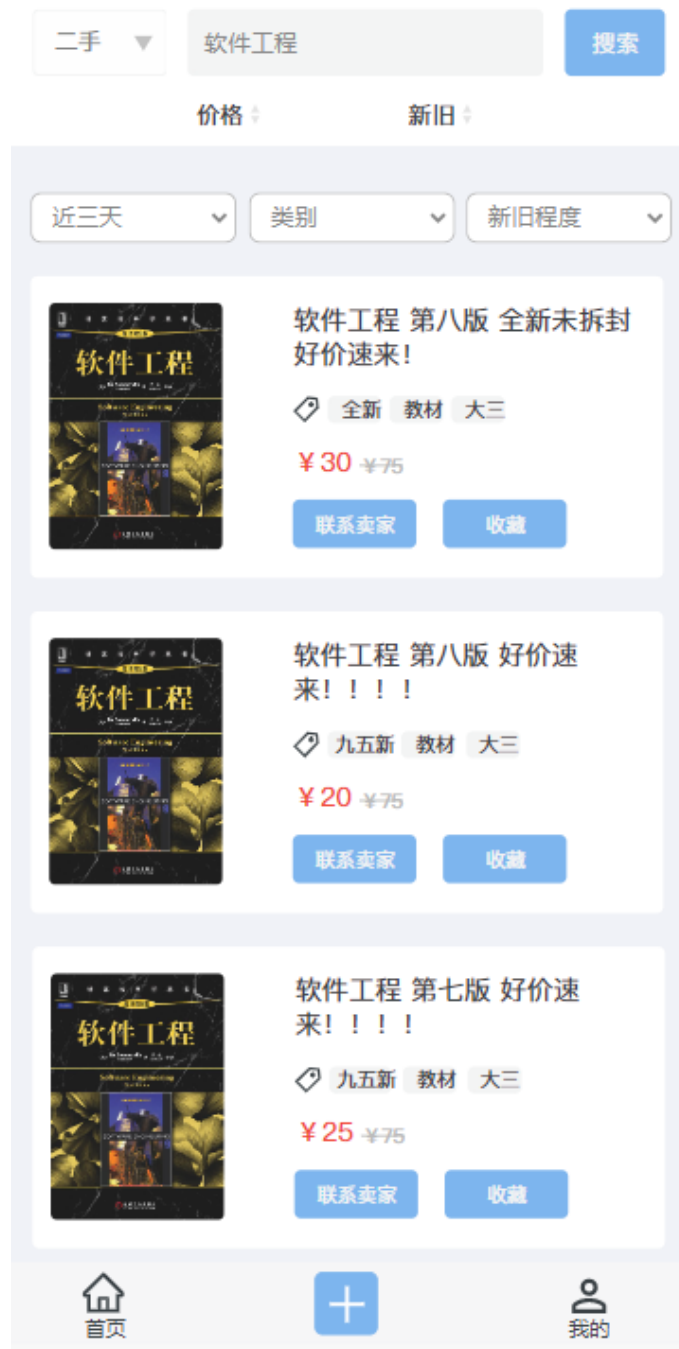 二手
软件工程
搜索
价格
新旧
近三天
类别
新旧程度
软件工程
Software Engineering
软件工程 第八版 全新未拆封
好价速来！
全新 教材 大三
￥30 ￥75
联系卖家 收藏
软件工程
Software Engineering
软件工程 第八版 好价速
来！！！！
九五新 教材 大三
￥20 ￥75
联系卖家 收藏
软件工程
Software Engineering
软件工程 第七版 好价速
来！！！！
九五新 教材 大三
￥25 ￥75
联系卖家 收藏
首页
我的